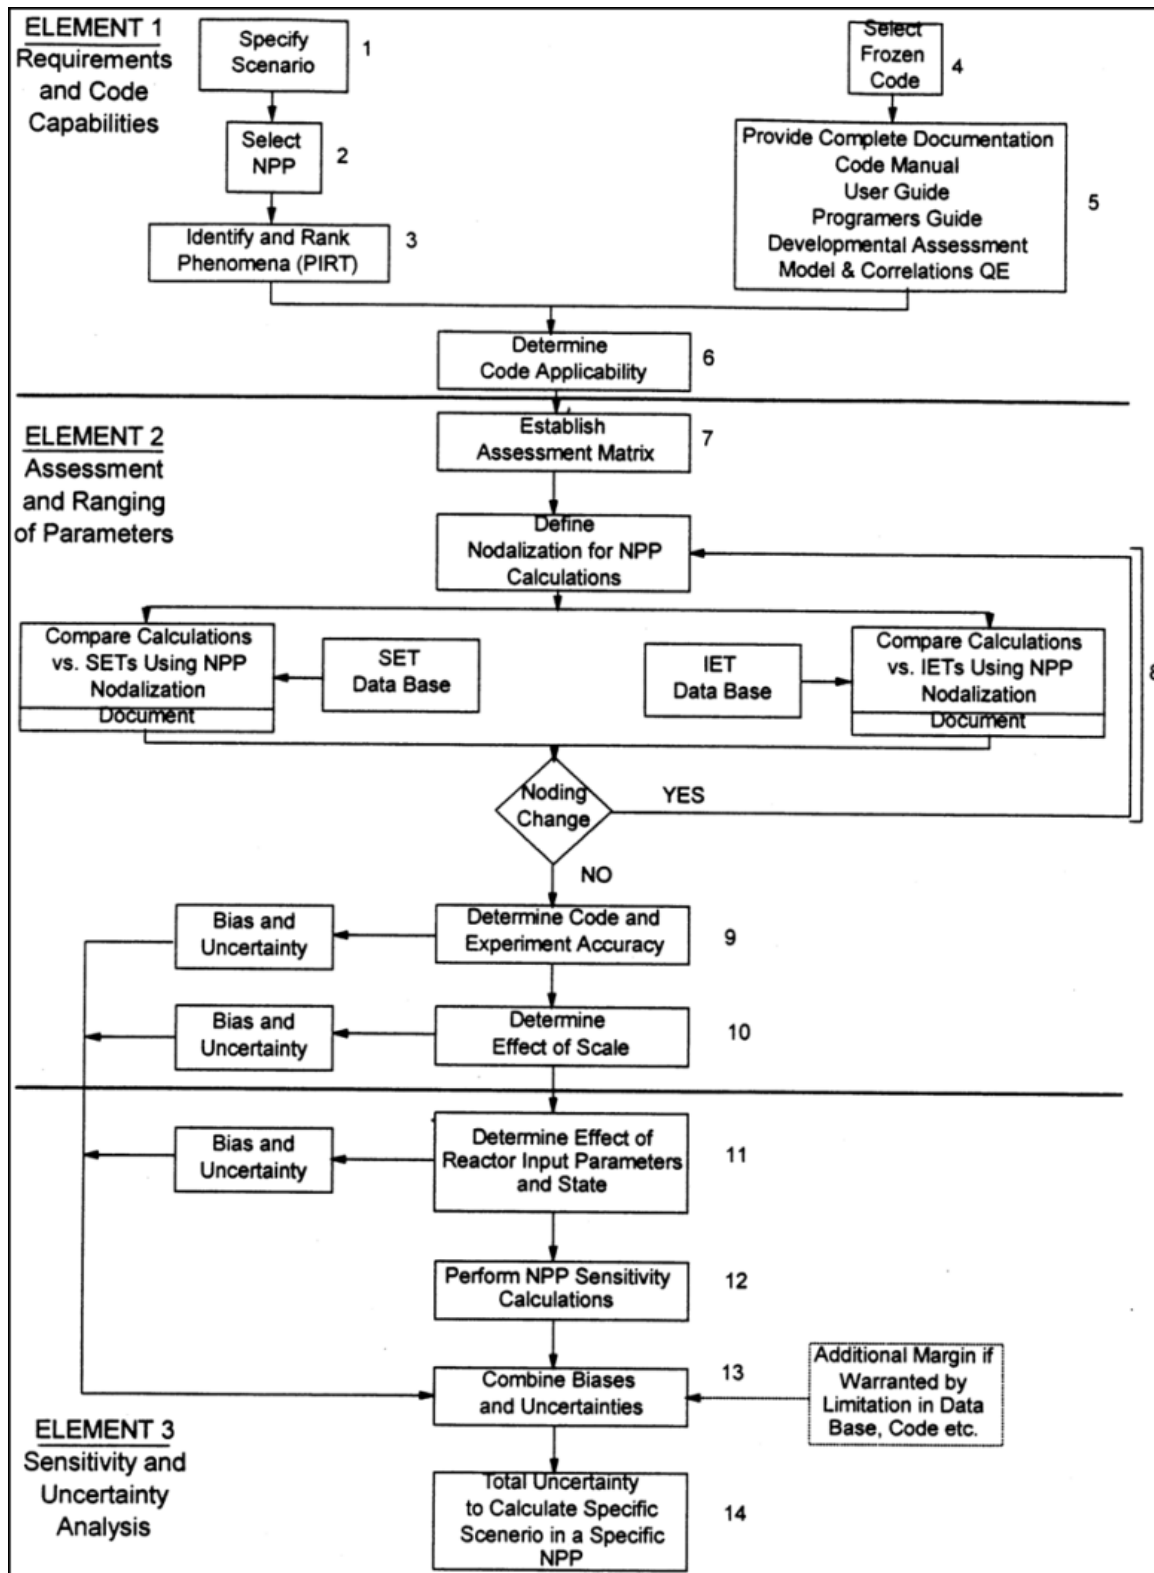 ELEMENT 1
Requirements
and Code
Capabilities
Specify
Scenario
1
Select
NPP
2
Identify and Rank
Phenomena (PIRT)
3
Select
Frozen
Code
4
Provide Complete Documentation
Code Manual
User Guide
Programers Guide
Developmental Assessment
Model & Correlations QE
5
Determine
Code Applicability
6
ELEMENT 2
Assessment
and Ranging
of Parameters
Establish
Assessment Matrix
7
Define
Nodalization for NPP
Calculations
Compare Calculations
vs. SETs Using NPP
Nodalization
Document
SET
Data Base
IET
Data Base
Compare Calculations
vs. IETs Using NPP
Nodalization
Document
8
Noding
Change
YES
NO
Bias and
Uncertainty
Determine Code and
Experiment Accuracy
9
Bias and
Uncertainty
Determine
Effect of Scale
10
Bias and
Uncertainty
Determine Effect of
Reactor Input Parameters
and State
11
Perform NPP Sensitivity
Calculations
12
Combine Biases
and Uncertainties
13
Additional Margin if
Warranted by
Limitation in Data
Base, Code etc.
ELEMENT 3
Sensitivity and
Uncertainty
Analysis
Total Uncertainty
to Calculate Specific
Scenerio in a Specific
NPP
14